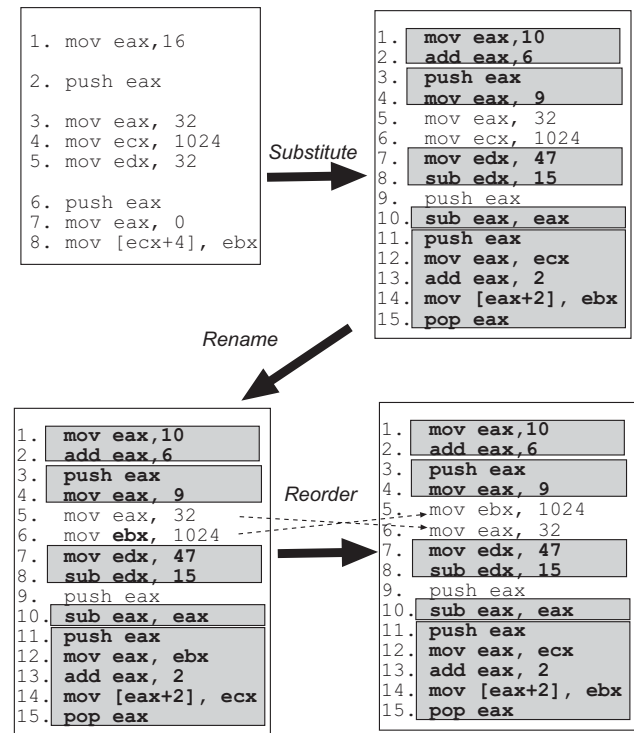 1. mov eax,16
2. push eax
3. mov eax, 32
4. mov ecx, 1024
5. mov edx, 32
6. push eax
7. mov eax, 0
8. mov [ecx+4], ebx
Substitute
1. mov eax,10
2. add eax,6
3. push eax
4. mov eax, 9
5. mov eax, 32
6. mov ecx, 1024
7. mov edx, 47
8. sub edx, 15
9. push eax
10. sub eax, eax
11. push eax
12. mov eax, ecx
13. add eax, 2
14. mov [eax+2], ebx
15. pop eax
Rename
1. mov eax,10
2. add eax,6
3. push eax
4. mov eax, 9
5. mov eax, 32
6. mov ebx, 1024
7. mov edx, 47
8. sub edx, 15
9. push eax
10. sub eax, eax
11. push eax
12. mov eax, ebx
13. add eax, 2
14. mov [eax+2], ecx
15. pop eax
Reorder
1. mov eax,10
2. add eax,6
3. push eax
4. mov eax, 9
5. mov ebx, 1024
6. mov eax, 32
7. mov edx, 47
8. sub edx, 15
9. push eax
10. sub eax, eax
11. push eax
12. mov eax, ecx
13. add eax, 2
14. mov [eax+2], ebx
15. pop eax